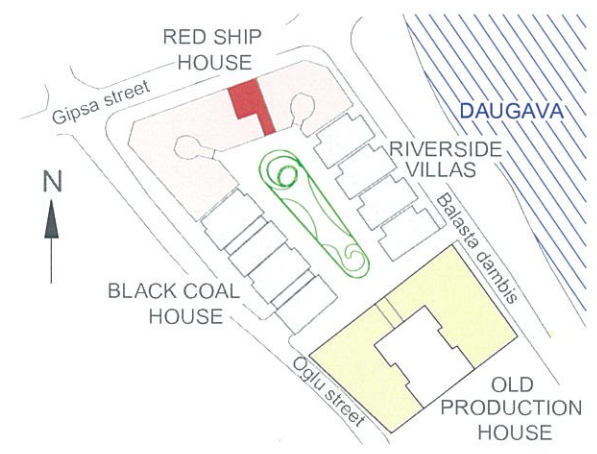 RED SHIP
HOUSE
Gipsa street
DAUGAVA
RIVERSIDE
VILLAS
N
Balasta dambis
BLACK COAL
HOUSE
Oglu street
OLD
PRODUCTION
HOUSE